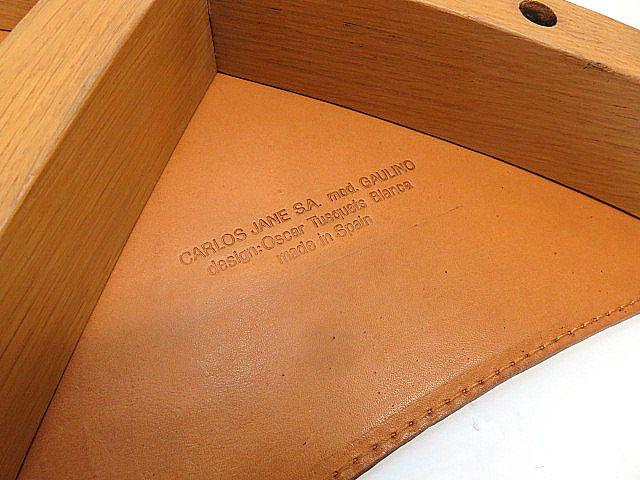 CARLOS JANE S.A. mod. GAULINO
design: Oscar Tusquets Blanca
made in Spain